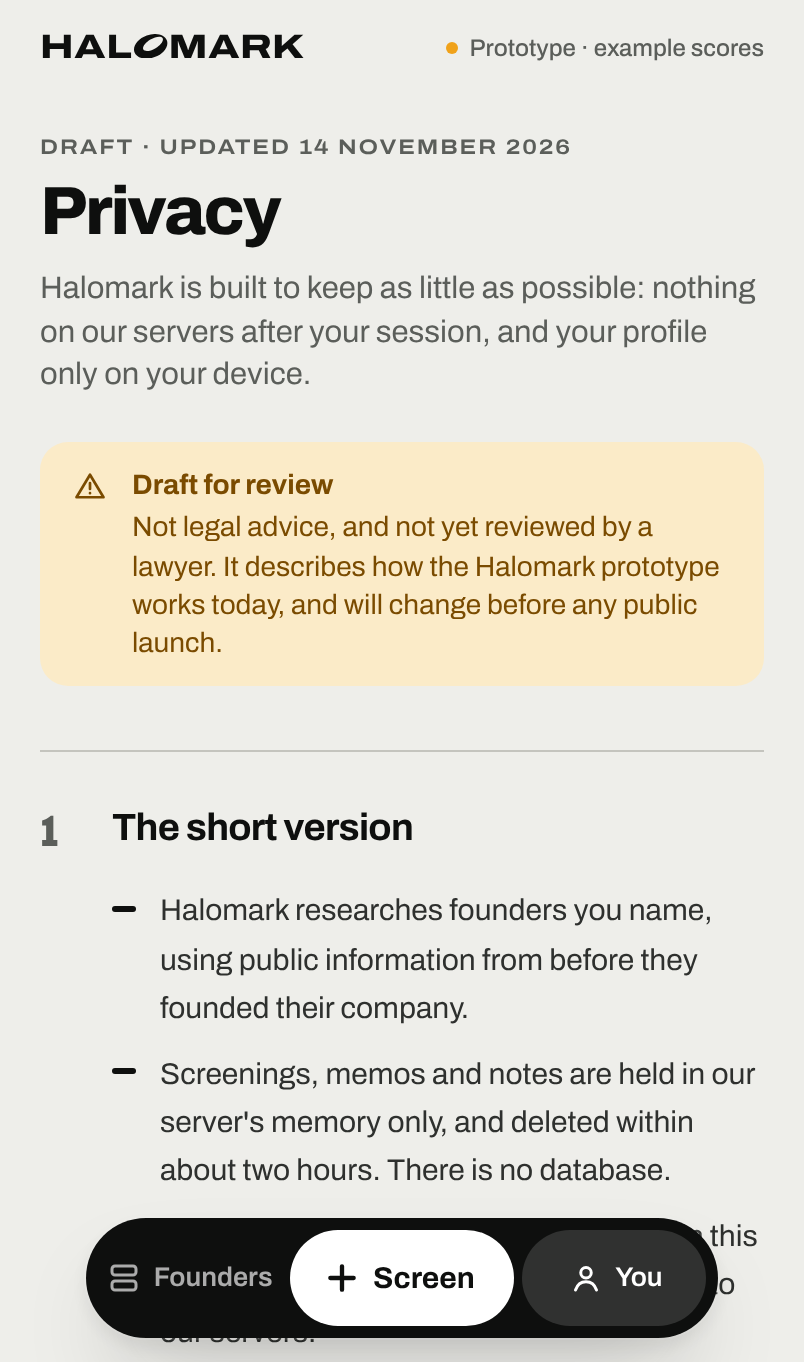 HALOMARK
Prototype · example scores
DRAFT · UPDATED 14 NOVEMBER 2026
Privacy
Halomark is built to keep as little as possible: nothing
on our servers after your session, and your profile
only on your device.
Draft for review
Not legal advice, and not yet reviewed by a
lawyer. It describes how the Halomark prototype
works today, and will change before any public
launch.
1 The short version
Halomark researches founders you name,
using public information from before they
founded their company.
Screenings, memos and notes are held in our
server's memory only, and deleted within
about two hours. There is no database.
this
Founders
Screen
You
our servers.